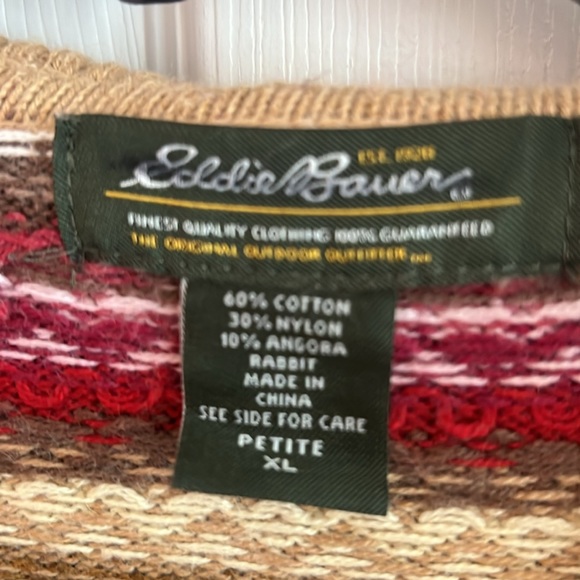 EST. 1920
Eddie Bauer
FINEST QUALITY CLOTHING 100% GUARANTEED
THE ORIGINAL OUTDOOR OUTFITTER
60% COTTON
30% NYLON
10% ANGORA
RABBIT
MADE IN
CHINA
SEE SIDE FOR CARE
PETITE
XL